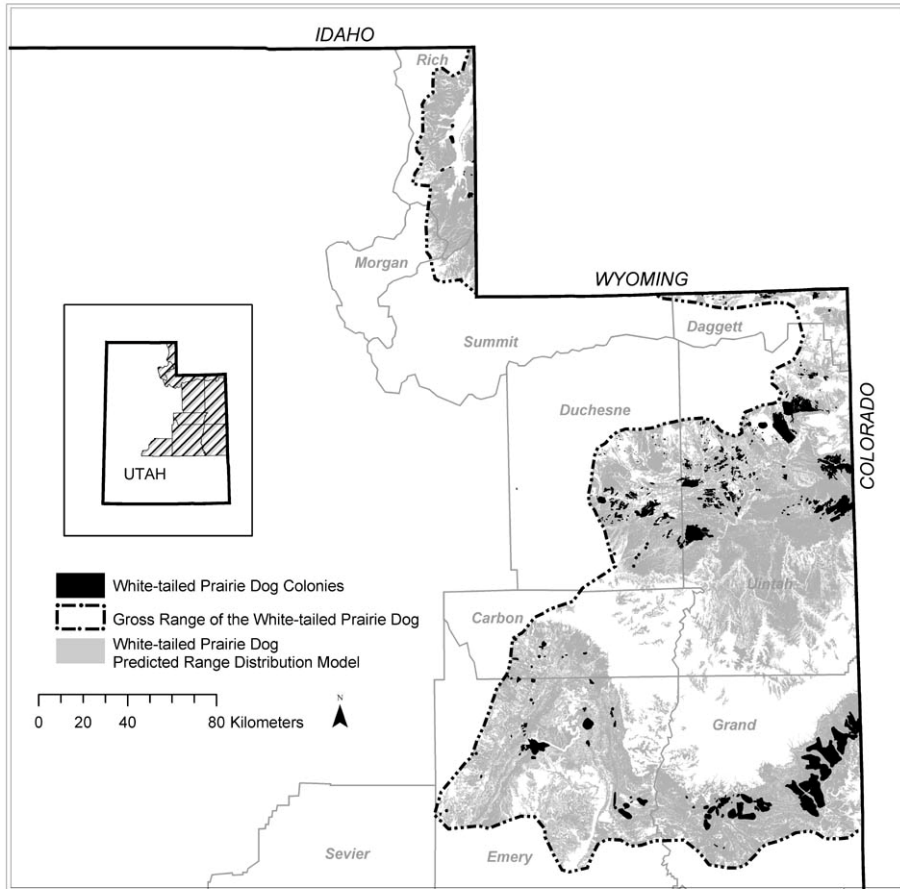 IDAHO
Rich
Morgan
WYOMING
Summit
Daggett
Duchesne
COLORADO
UTAH
Uintah
White-tailed Prairie Dog Colonies
Gross Range of the White-tailed Prairie Dog
White-tailed Prairie Dog
Predicted Range Distribution Model
Carbon
N
0 20 40 80 Kilometers
Grand
Sevier
Emery